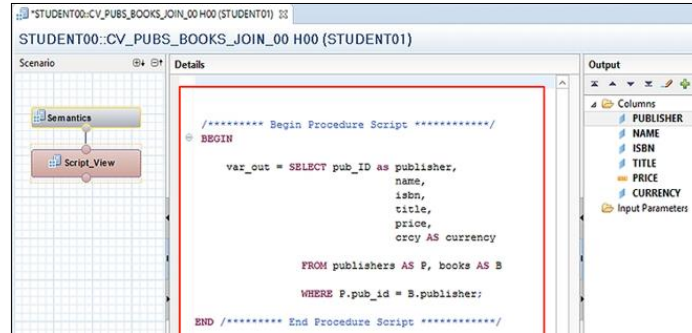 *STUDENT00::CV_PUBS_BOOKS_JOIN_00 H00 (STUDENT01)
STUDENT00::CV_PUBS_BOOKS_JOIN_00 H00 (STUDENT01)
Scenario
Details
Output
Semantics
Script_View
/********* Begin Procedure Script ************/
BEGIN
var_out = SELECT pub_ID as publisher,
name,
isbn,
title,
price,
crcy AS currency
FROM publishers AS P, books AS B
WHERE P.pub_id = B.publisher;
END /********* End Procedure Script ************/
Columns
PUBLISHER
NAME
ISBN
TITLE
PRICE
CURRENCY
Input Parameters